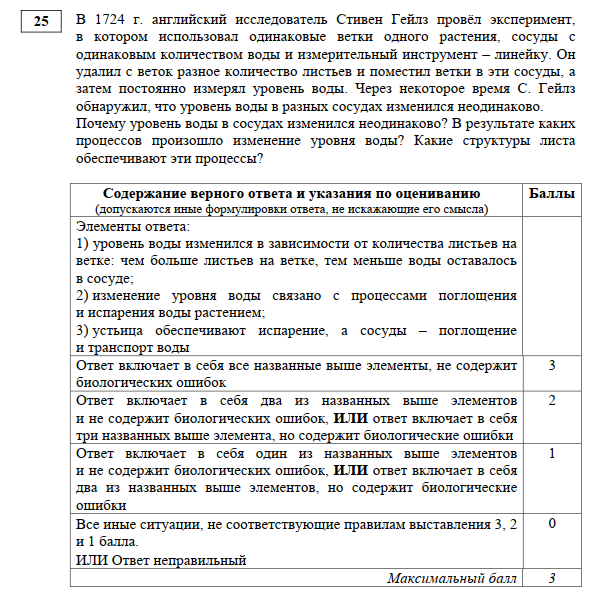 25
В 1724 г. английский исследователь Стивен Гейлз провёл эксперимент,
в котором использовал одинаковые ветки одного растения, сосуды с
одинаковым количеством воды и измерительный инструмент – линейку. Он
удалил с веток разное количество листьев и поместил ветки в эти сосуды, а
затем постоянно измерял уровень воды. Через некоторое время С. Гейлз
обнаружил, что уровень воды в разных сосудах изменился неодинаково.
Почему уровень воды в сосудах изменился неодинаково? В результате каких
процессов произошло изменение уровня воды? Какие структуры листа
обеспечивают эти процессы?
Содержание верного ответа и указания по оцениванию
(допускаются иные формулировки ответа, не искажающие его смысла)
Баллы
Элементы ответа:
1) уровень воды изменился в зависимости от количества листьев на
ветке: чем больше листьев на ветке, тем меньше воды оставалось
в сосуде;
2) изменение уровня воды связано с процессами поглощения
и испарения воды растением;
3) устьица обеспечивают испарение, а сосуды – поглощение
и транспорт воды
Ответ включает в себя все названные выше элементы, не содержит
биологических ошибок
3
Ответ включает в себя два из названных выше элементов
и не содержит биологических ошибок, ИЛИ ответ включает в себя
три названных выше элемента, но содержит биологические ошибки
2
Ответ включает в себя один из названных выше элементов
и не содержит биологических ошибок, ИЛИ ответ включает в себя
два из названных выше элементов, но содержит биологические
ошибки
1
Все иные ситуации, не соответствующие правилам выставления 3, 2
и 1 балла.
ИЛИ Ответ неправильный
0
Максимальный балл
3